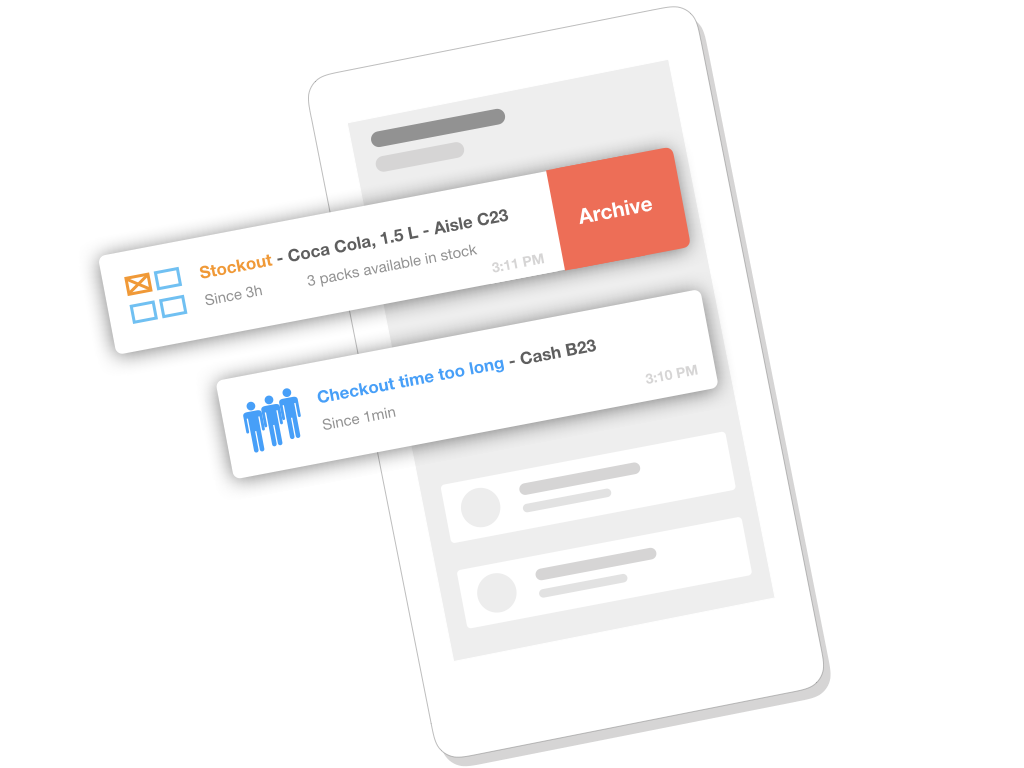 Stockout - Coca Cola, 1.5 L - Aisle C23
Since 3h 3 packs available in stock
3:11 PM
Archive
Checkout time too long - Cash B23
Since 1min
3:10 PM